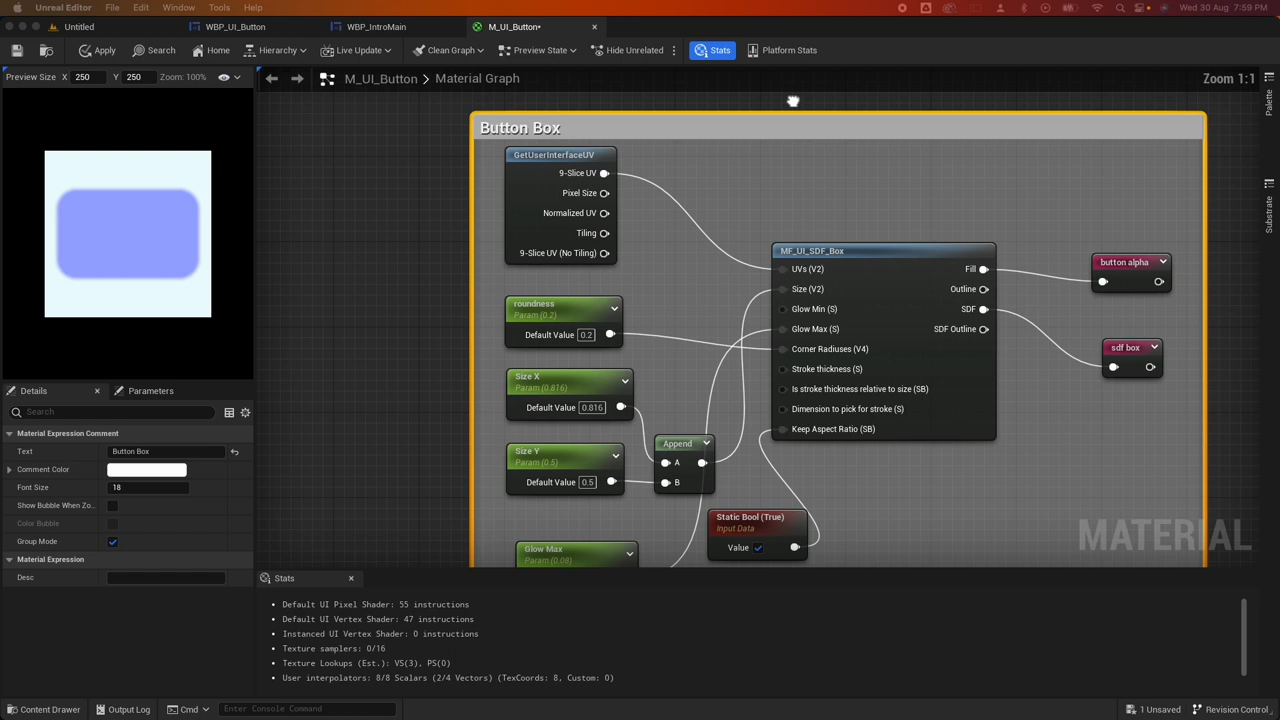 Unreal Editor File Edit Window Tools Help Wed 30 Aug 7:59 PM
Untitled WBP_UI_Button WBP_IntroMain M_UI_Button•
Apply Search Home Hierarchy Live Update Clean Graph Preview State Hide Unrelated Stats Platform Stats
Preview Size X 250 Y 250 Zoom: 100%
M_UI_Button Material Graph Zoom 1:1
Palette
Substrate
Button Box
GetUserInterfaceUV
9-Slice UV
Pixel Size
Normalized UV
Tiling
9-Slice UV (No Tiling)
roundness
Param (0.2)
Default Value 0.2
Size X
Param (0.816)
Default Value 0.816
Size Y
Param (0.5)
Default Value 0.5
Append
A
B
Glow Max
Param (0.08)
Static Bool (True)
Input Data
Value
MF_UI_SDF_Box
UVs (V2) Fill
Size (V2) Outline
Glow Min (S) SDF
Glow Max (S) SDF Outline
Corner Radiuses (V4)
Stroke thickness (S)
Is stroke thickness relative to size (SB)
Dimension to pick for stroke (S)
Keep Aspect Ratio (SB)
button alpha
sdf box
MATERIAL
Details Parameters
Search
Material Expression Comment
Text Button Box
Comment Color
Font Size 18
Show Bubble When Zo...
Color Bubble
Group Mode
Material Expression
Desc
Stats
• Default UI Pixel Shader: 55 instructions
• Default UI Vertex Shader: 47 instructions
• Instanced UI Vertex Shader: 0 instructions
• Texture samplers: 0/16
• Texture Lookups (Est.): VS(3), PS(0)
• User interpolators: 8/8 Scalars (2/4 Vectors) (TexCoords: 8, Custom: 0)
Content Drawer Output Log Cmd Enter Console Command 1 Unsaved Revision Control